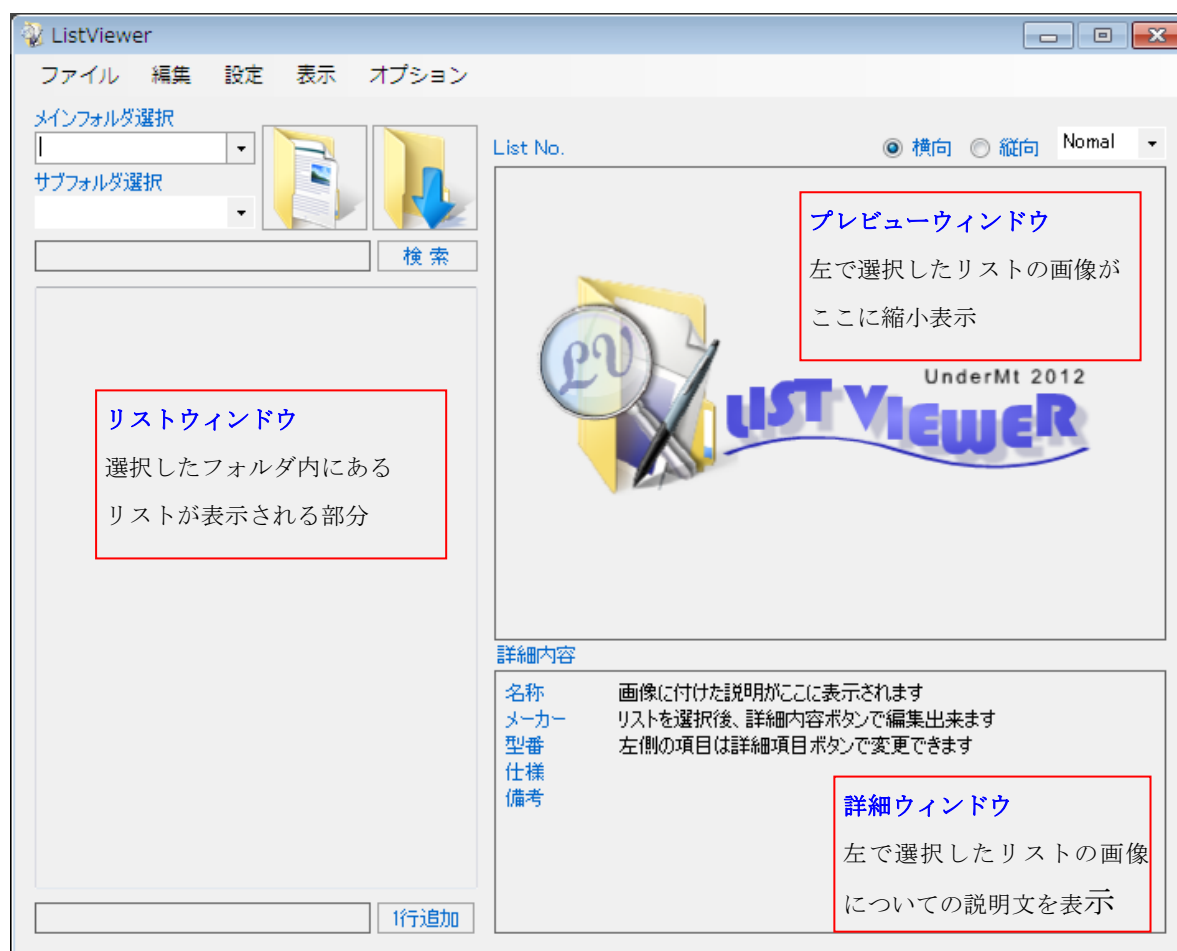 ListViewer
ファイル 編集 設定 表示 オプション
メインフォルダ選択
サブフォルダ選択
検 索
リストウィンドウ
選択したフォルダ内にある
リストが表示される部分
1行追加
List No. 横向 縦向 Nomal
プレビューウィンドウ
左で選択したリストの画像が
ここに縮小表示
LV
UnderMt 2012
LIST VIEWER
詳細内容
名称 画像に付けた説明がここに表示されます
メーカー リストを選択後、詳細内容ボタンで編集出来ます
型番 左側の項目は詳細項目ボタンで変更できます
仕様
備考
詳細ウィンドウ
左で選択したリストの画像
についての説明文を表示